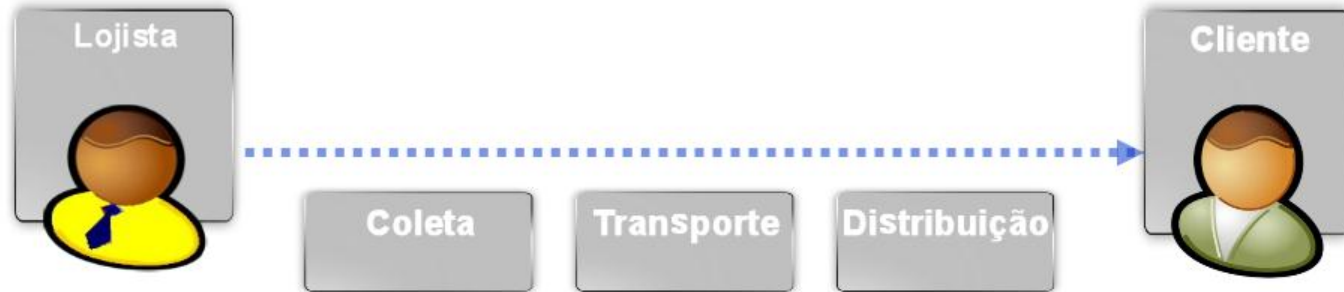 Lojista
Cliente
Coleta
Transporte
Distribuição